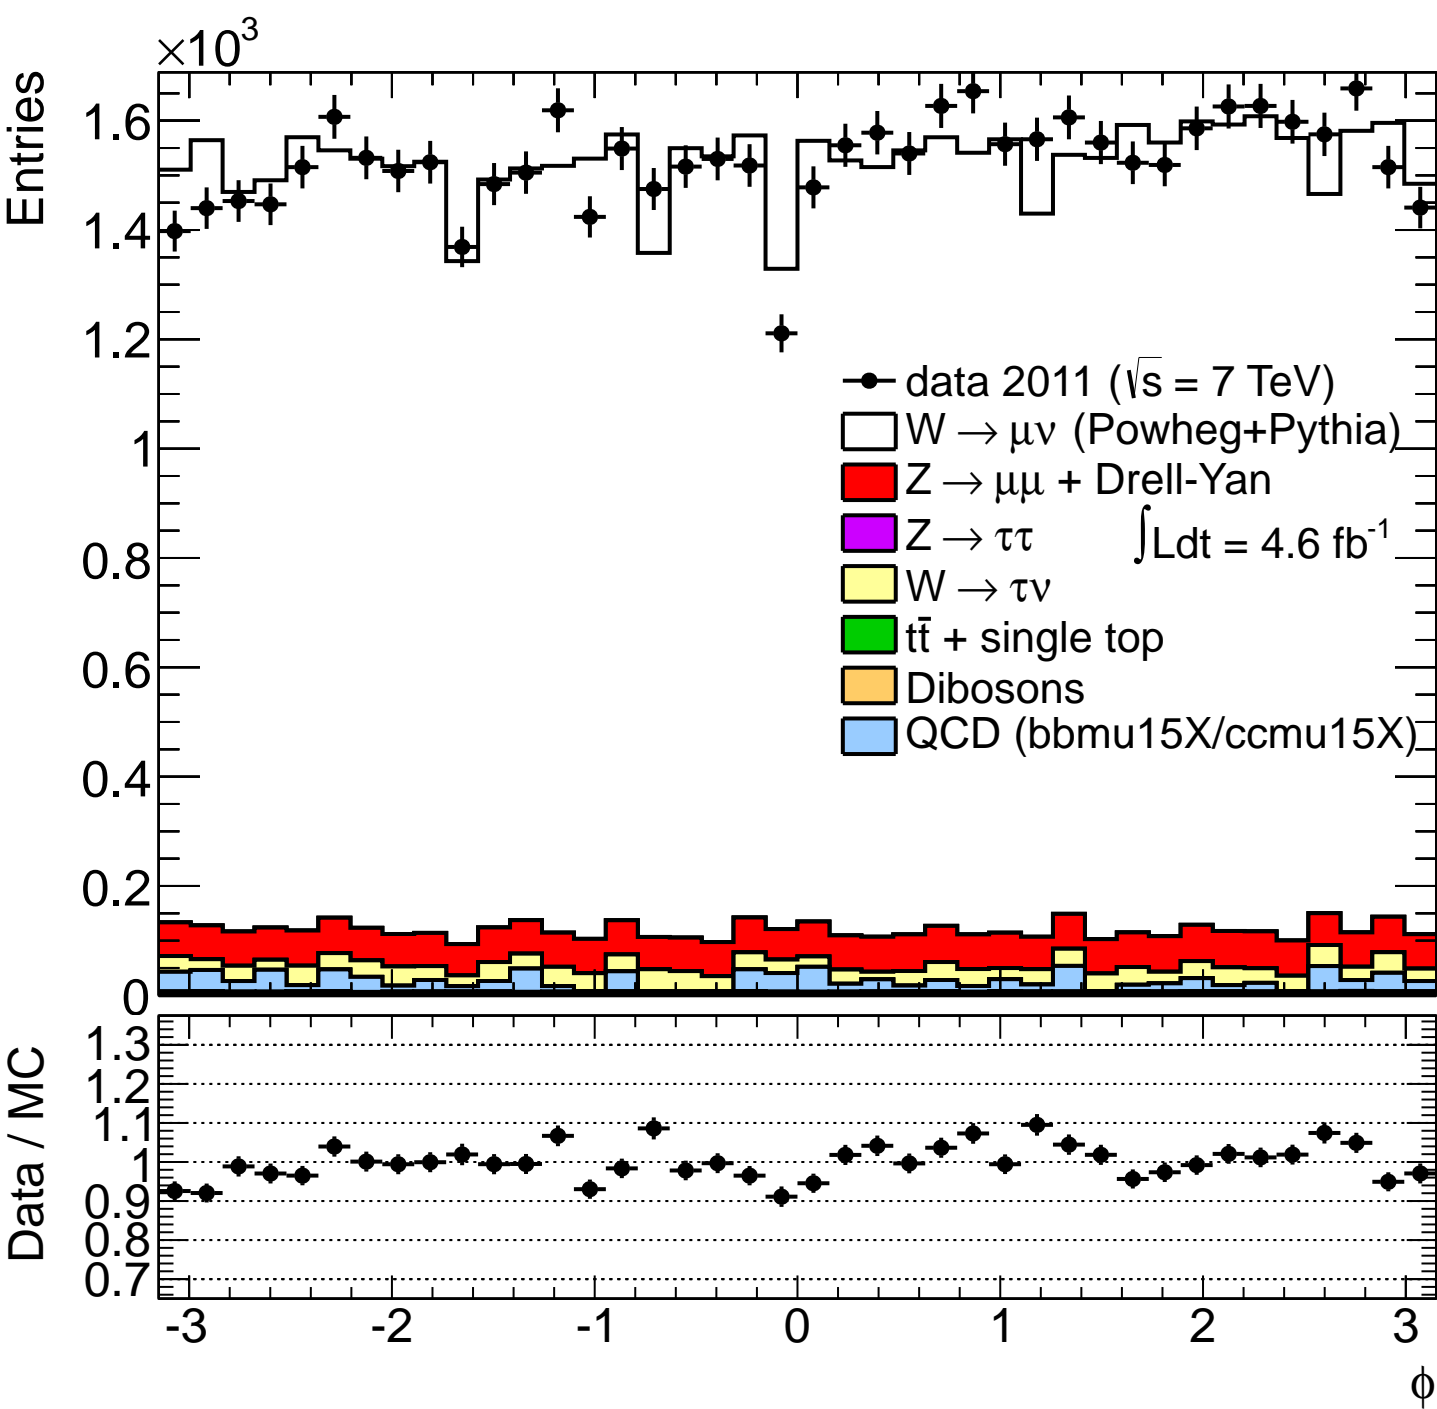 ×10³
Entries
1.6
1.4
1.2
1
0.8
0.6
0.4
0.2
0
data 2011 (√s = 7 TeV)
W → μν (Powheg+Pythia)
Z → μμ + Drell-Yan
Z → ττ
∫Ldt = 4.6 fb⁻¹
W → τν
tt̄ + single top
Dibosons
QCD (bbmu15X/ccmu15X)
Data / MC
1.3
1.2
1.1
1
0.9
0.8
0.7
-3 -2 -1 0 1 2 3
ϕ